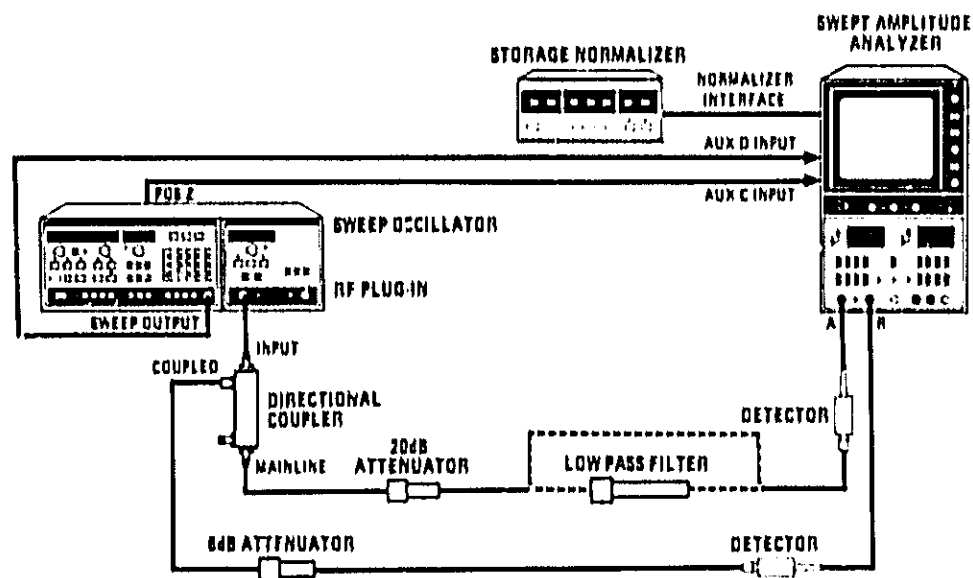 SWEPT AMPLITUDE
ANALYZER
STORAGE NORMALIZER
NORMALIZER
INTERFACE
AUX D INPUT
AUX C INPUT
POS Z
SWEEP OSCILLATOR
RF PLUG-IN
SWEEP OUTPUT
INPUT
COUPLED
DIRECTIONAL
COUPLER
MAINLINE
20dB
ATTENUATOR
LOW PASS FILTER
DETECTOR
A
R
6dB ATTENUATOR
DETECTOR